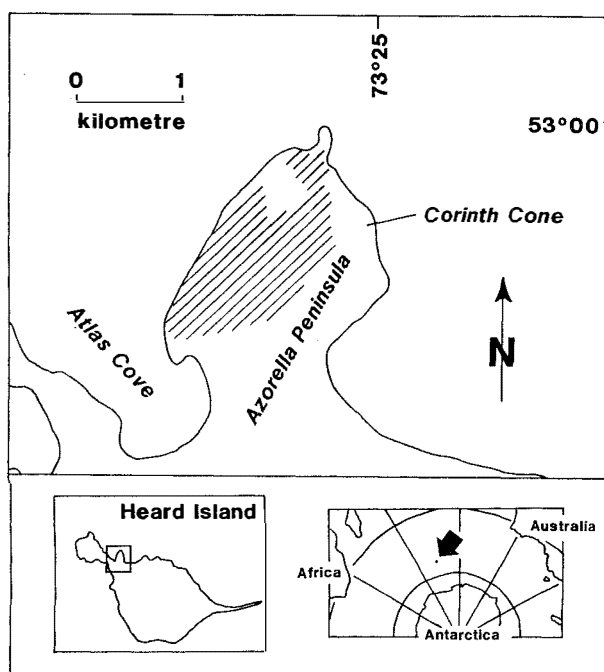 73°25
0 1
kilometre
53°00
Corinth Cone
Atlas Cove
Azorella Peninsula
N
Heard Island
Australia
Africa
Antarctica